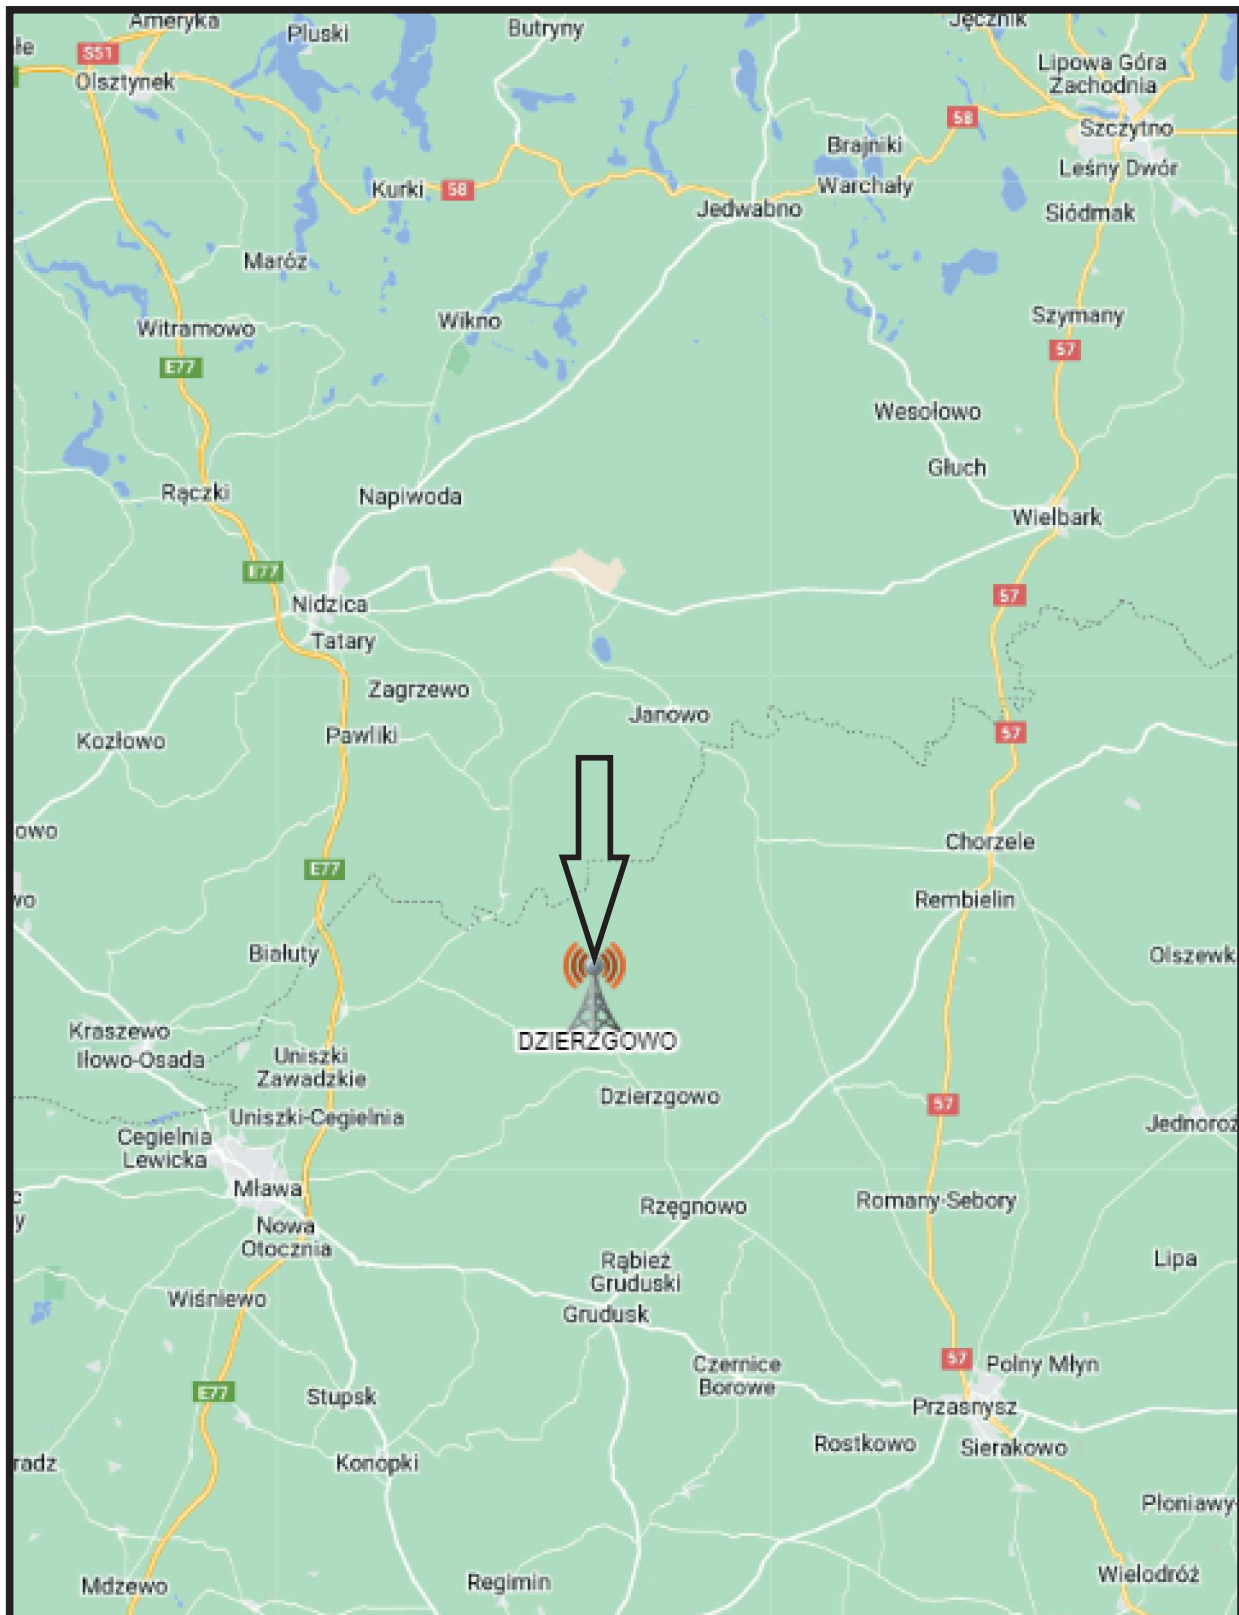 Ameryka
Pluski
Butryny
Jęcznik
S51
Olsztynek
Lipowa Góra
Zachodnia
58
Szczytno
Brajniki
Leśny Dwór
Kurki
58
Warchały
Jedwabno
Siódmak
Maróz
Witramowo
Wikno
Szymany
E77
57
Wesołowo
Głuch
Rączki
Napiwoda
Wielbark
E77
57
Nidzica
Tatary
Zagrzewo
Janowo
Kozłowo
Pawliki
57
owo
Chorzele
E77
wo
Rembielin
Białuty
Olszewk
Kraszewo
DZIERZGOWO
Iłowo-Osada
Uniszki
Zawadzkie
Dzierzgowo
57
Uniszki-Cegielnia
Jednoroż
Cegielnia
Lewicka
Mława
Rzęgnowo
Romany-Sebory
c
y
Nowa
Otocznia
Rąbież
Gruduski
Lipa
Wiśniewo
Grudusk
57
Polny Młyn
Czernice
Borowe
E77
Stupsk
Przasnysz
Rostkowo
Sierakowo
radz
Konopki
Płoniawy-
Mdzewo
Regimin
Wielodróż